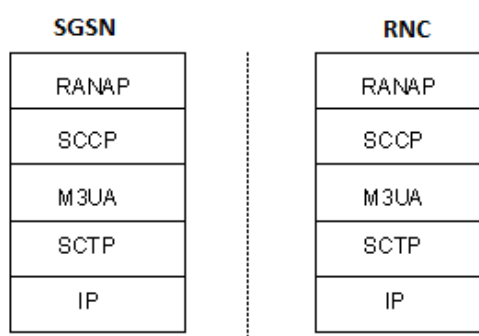 SGSN RNC
RANAP RANAP
SCCP SCCP
M3UA M3UA
SCTP SCTP
IP IP